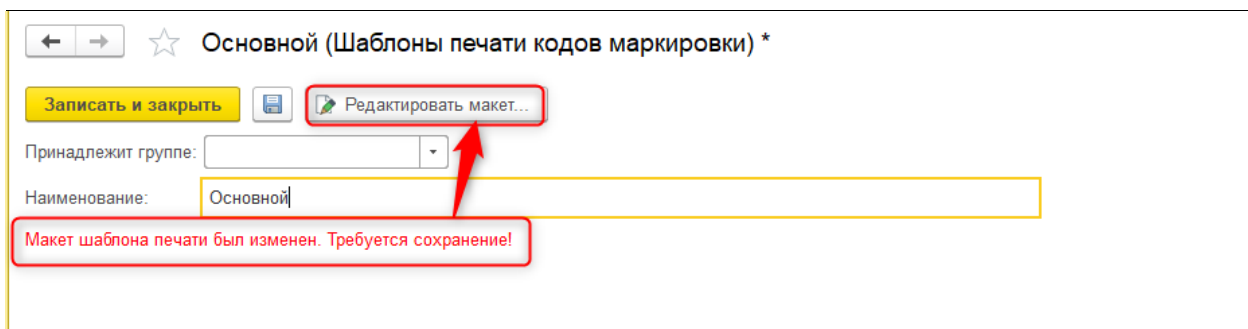 Основной (Шаблоны печати кодов маркировки) *
Записать и закрыть Редактировать макет...
Принадлежит группе:
Наименование: Основной
Макет шаблона печати был изменен. Требуется сохранение!